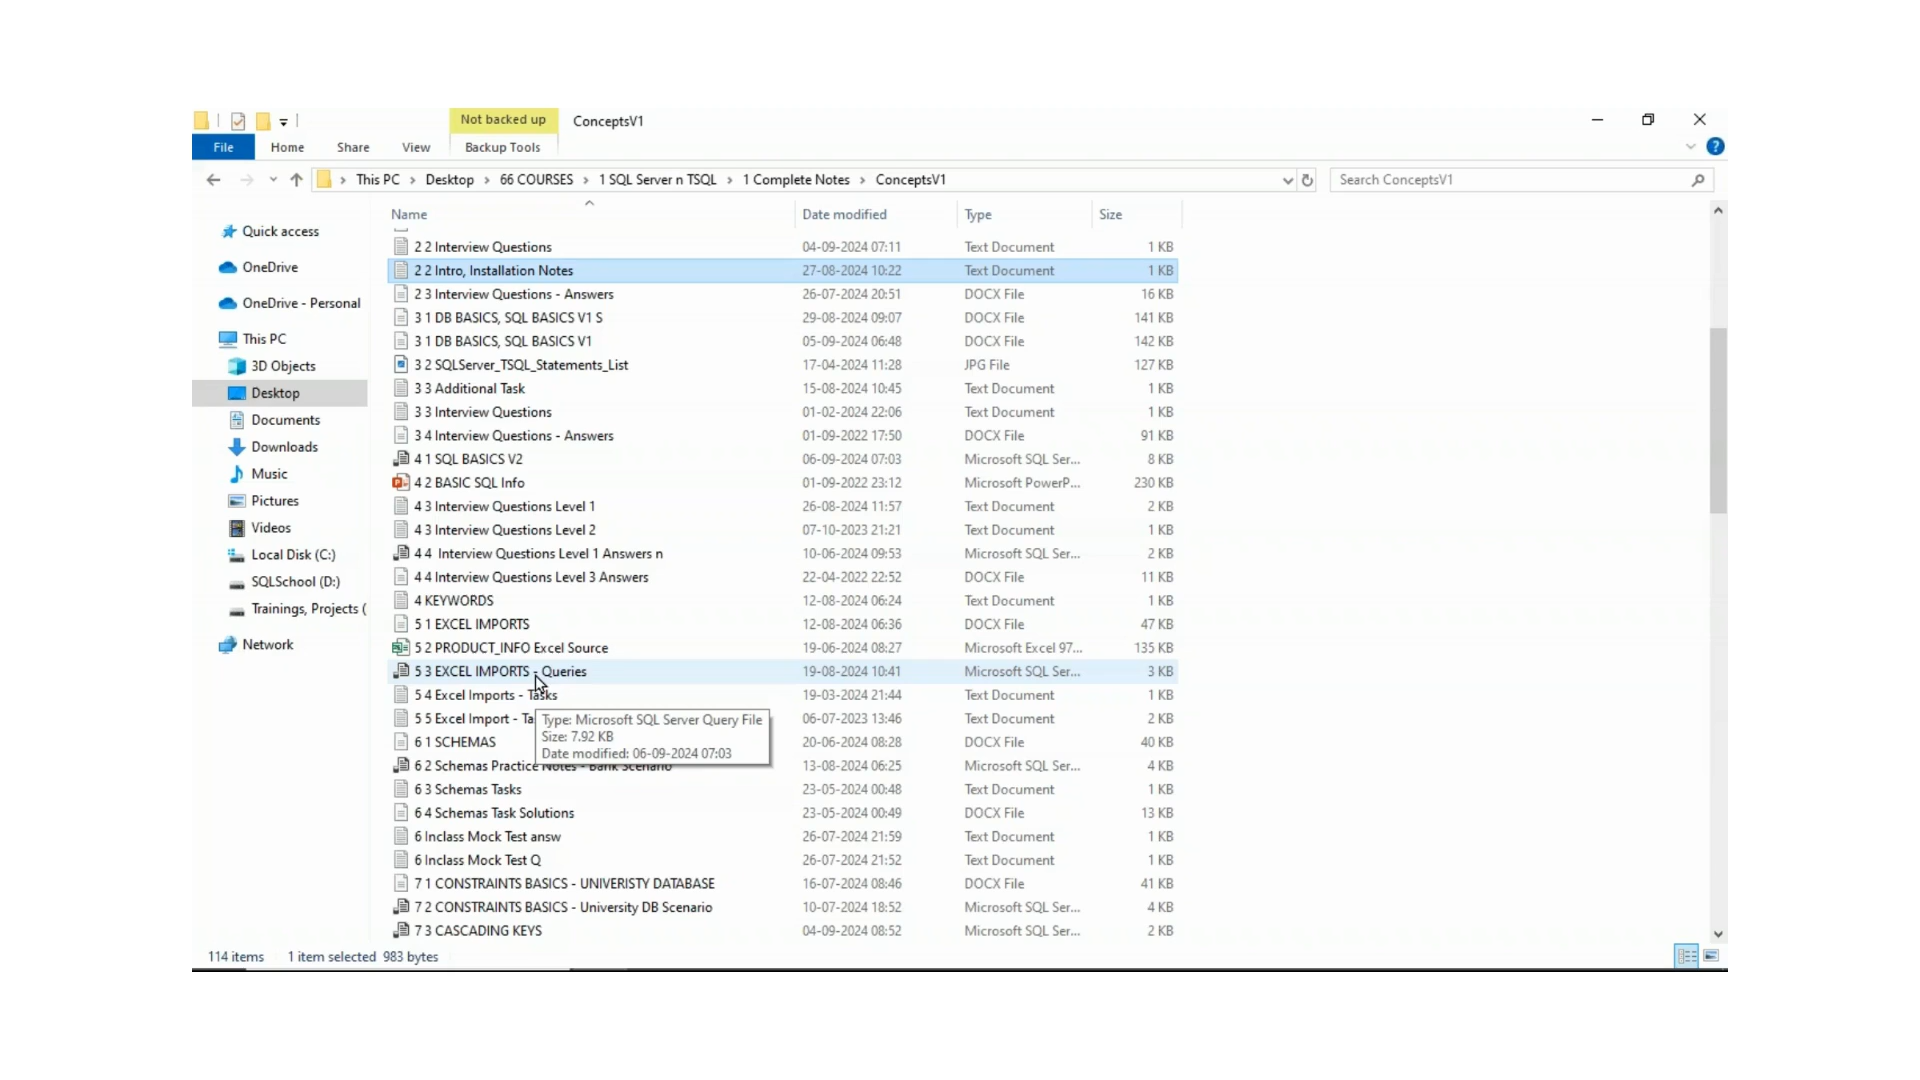 Not backed up
ConceptsV1
File Home Share View Backup Tools
This PC > Desktop > 66 COURSES > 1 SQL Server n TSQL > 1 Complete Notes > ConceptsV1
Search ConceptsV1
Quick access
OneDrive
OneDrive - Personal
This PC
3D Objects
Desktop
Documents
Downloads
Music
Pictures
Videos
Local Disk (C:)
SQLSchool (D:)
Trainings, Projects (
Network
Name Date modified Type Size
2 2 Interview Questions 04-09-2024 07:11 Text Document 1 KB
2 2 Intro, Installation Notes 27-08-2024 10:22 Text Document 1 KB
2 3 Interview Questions - Answers 26-07-2024 20:51 DOCX File 16 KB
3 1 DB BASICS, SQL BASICS V1 S 29-08-2024 09:07 DOCX File 141 KB
3 1 DB BASICS, SQL BASICS V1 05-09-2024 06:48 DOCX File 142 KB
3 2 SQLServer_TSQL_Statements_List 17-04-2024 11:28 JPG File 127 KB
3 3 Additional Task 15-08-2024 10:45 Text Document 1 KB
3 3 Interview Questions 01-02-2024 22:06 Text Document 1 KB
3 4 Interview Questions - Answers 01-09-2022 17:50 DOCX File 91 KB
4 1 SQL BASICS V2 06-09-2024 07:03 Microsoft SQL Ser... 8 KB
4 2 BASIC SQL Info 01-09-2022 23:12 Microsoft PowerP... 230 KB
4 3 Interview Questions Level 1 26-08-2024 11:57 Text Document 2 KB
4 3 Interview Questions Level 2 07-10-2023 21:21 Text Document 1 KB
4 4 Interview Questions Level 1 Answers n 10-06-2024 09:53 Microsoft SQL Ser... 2 KB
4 4 Interview Questions Level 3 Answers 22-04-2022 22:52 DOCX File 11 KB
4 KEYWORDS 12-08-2024 06:24 Text Document 1 KB
5 1 EXCEL IMPORTS 12-08-2024 06:36 DOCX File 47 KB
5 2 PRODUCT_INFO Excel Source 19-06-2024 08:27 Microsoft Excel 97... 135 KB
5 3 EXCEL IMPORTS - Queries 19-08-2024 10:41 Microsoft SQL Ser... 3 KB
5 4 Excel Imports - Tasks 19-03-2024 21:44 Text Document 1 KB
5 5 Excel Import - Ta 06-07-2023 13:46 Text Document 2 KB
Type: Microsoft SQL Server Query File
Size: 7.92 KB
Date modified: 06-09-2024 07:03
6 1 SCHEMAS 20-06-2024 08:28 DOCX File 40 KB
6 2 Schemas Practice Notes - Bank Scenario 13-08-2024 06:25 Microsoft SQL Ser... 4 KB
6 3 Schemas Tasks 23-05-2024 00:48 Text Document 1 KB
6 4 Schemas Task Solutions 23-05-2024 00:49 DOCX File 13 KB
6 Inclass Mock Test answ 26-07-2024 21:59 Text Document 1 KB
6 Inclass Mock Test Q 26-07-2024 21:52 Text Document 1 KB
7 1 CONSTRAINTS BASICS - UNIVERISTY DATABASE 16-07-2024 08:46 DOCX File 41 KB
7 2 CONSTRAINTS BASICS - University DB Scenario 10-07-2024 18:52 Microsoft SQL Ser... 4 KB
7 3 CASCADING KEYS 04-09-2024 08:52 Microsoft SQL Ser... 2 KB
114 items 1 item selected 983 bytes